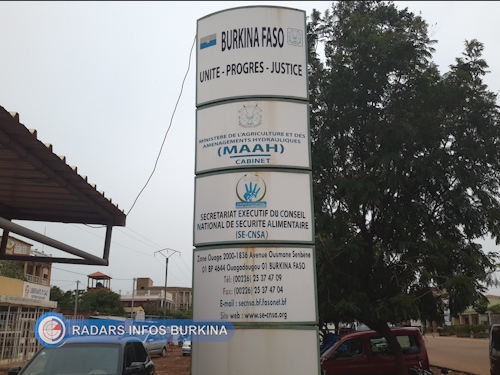 BURKINA FASO
UNITE - PROGRES - JUSTICE
MINISTERE DE L'AGRICULTURE ET DES
AMENAGEMENTS HYDRAULIQUES
(MAAH)
CABINET
SECRETARIAT EXECUTIF DU CONSEIL
NATIONAL DE SECURITE ALIMENTAIRE
(SE-CNSA)
Zone Ouaga 2000-1836 Avenue Ousmane Senbène
01 BP 4644 Ouagadougou 01 BURKINA FASO
Tél: (00226) 25 37 47 09
Fax: (00226) 25 37 47 04
E-mail : secnsa.bf.fasonet.bf
Site web : www.se-cnsa.org
RADARS INFOS BURKINA